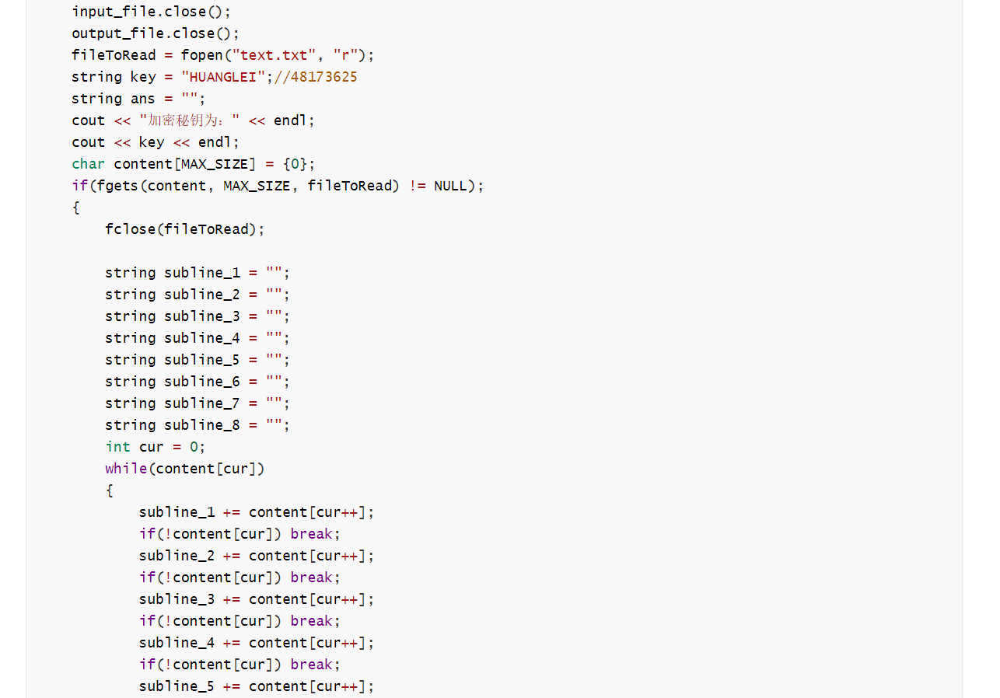 input_file.close();
output_file.close();
fileToRead = fopen("text.txt", "r");
string key = "HUANGLEI";//48173625
string ans = "";
cout << "加密秘钥为：" << endl;
cout << key << endl;
char content[MAX_SIZE] = {0};
if(fgets(content, MAX_SIZE, fileToRead) != NULL);
{
fclose(fileToRead);
string subline_1 = "";
string subline_2 = "";
string subline_3 = "";
string subline_4 = "";
string subline_5 = "";
string subline_6 = "";
string subline_7 = "";
string subline_8 = "";
int cur = 0;
while(content[cur])
{
subline_1 += content[cur++];
if(!content[cur]) break;
subline_2 += content[cur++];
if(!content[cur]) break;
subline_3 += content[cur++];
if(!content[cur]) break;
subline_4 += content[cur++];
if(!content[cur]) break;
subline_5 += content[cur++];